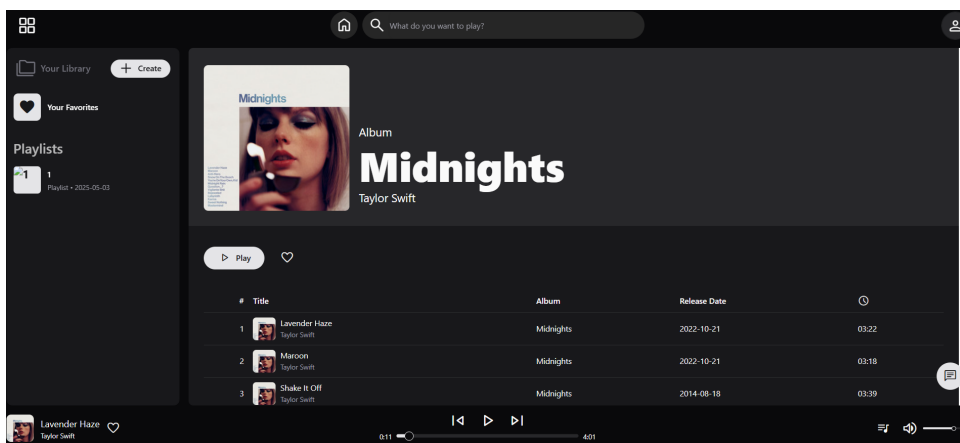 What do you want to play?
Your Library
Create
Your Favorites
Playlists
1
1
Playlist • 2025-05-03
Midnights
Album
Midnights
Taylor Swift
Play
# Title Album Release Date
1 Lavender Haze Midnights 2022-10-21 03:22
Taylor Swift
2 Maroon Midnights 2022-10-21 03:18
Taylor Swift
3 Shake It Off Midnights 2014-08-18 03:39
Taylor Swift
Lavender Haze
Taylor Swift
0:11 4:01